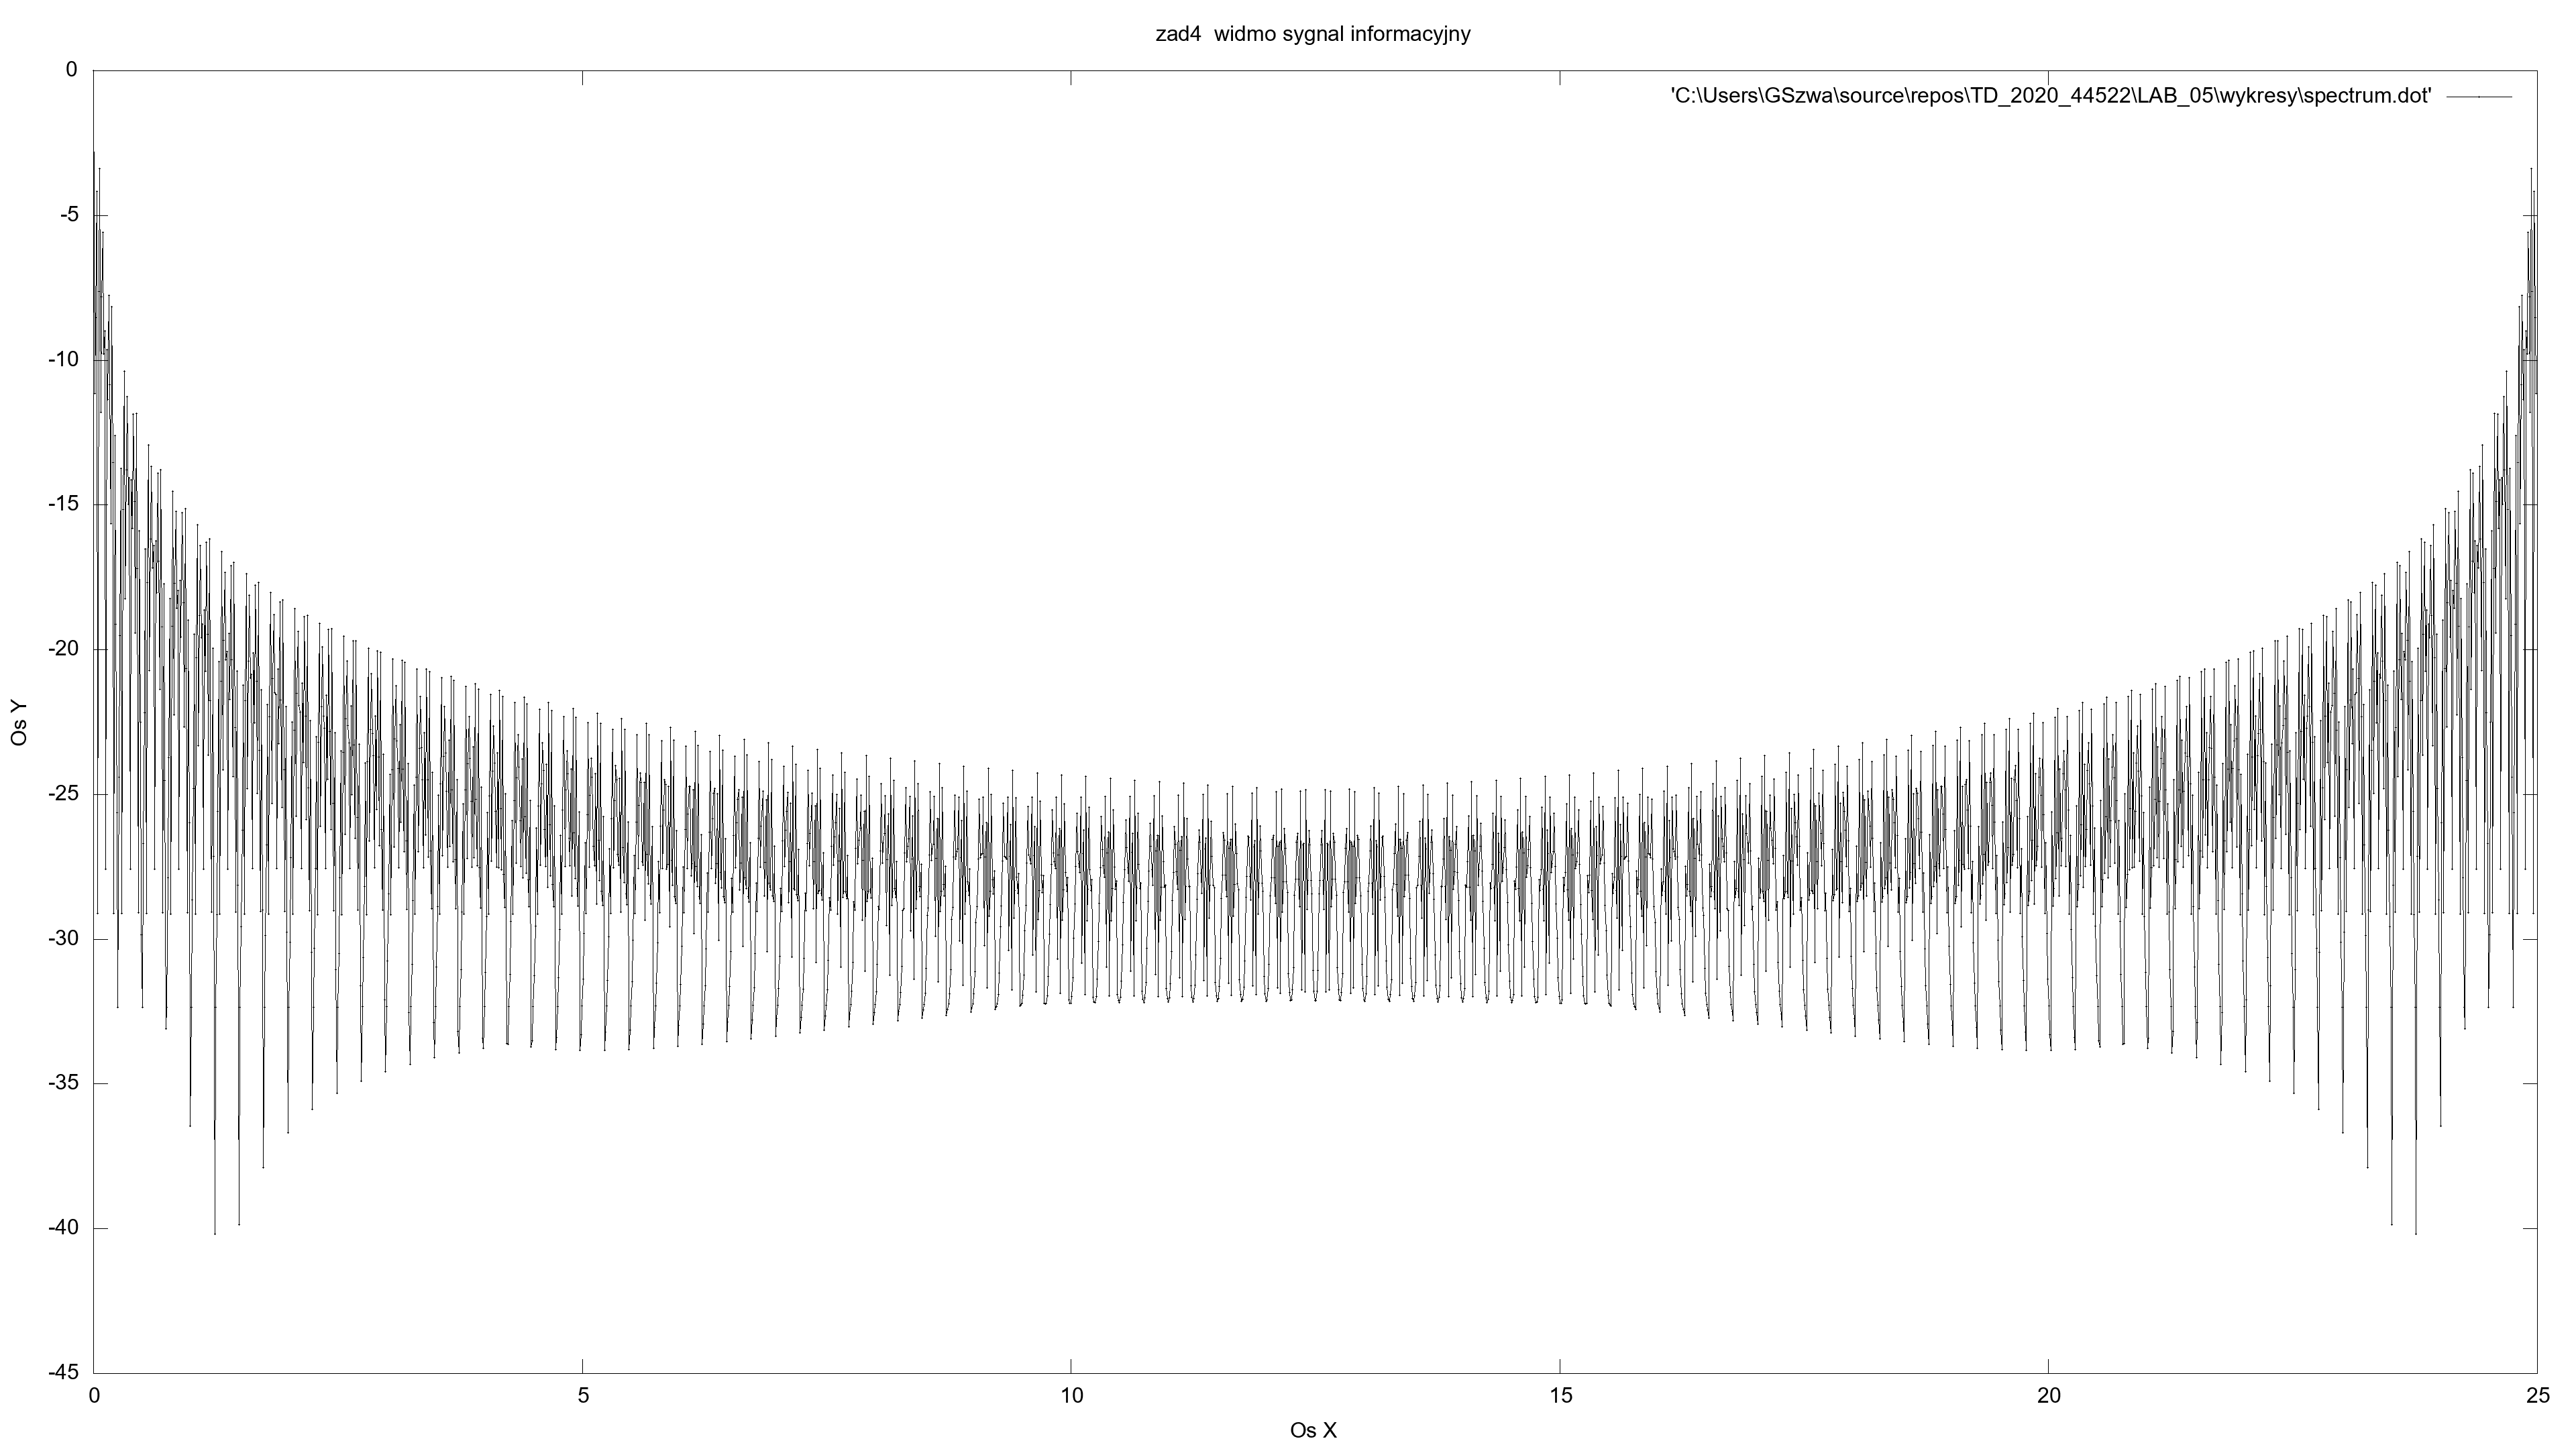 zad4  widmo sygnal informacyjny
'C:\Users\GSzwa\source\repos\TD_2020_44522\LAB_05\wykresy\spectrum.dot'
0
-5
-10
-15
-20
-25
-30
-35
-40
-45
Os Y
0 5 10 15 20 25
Os X